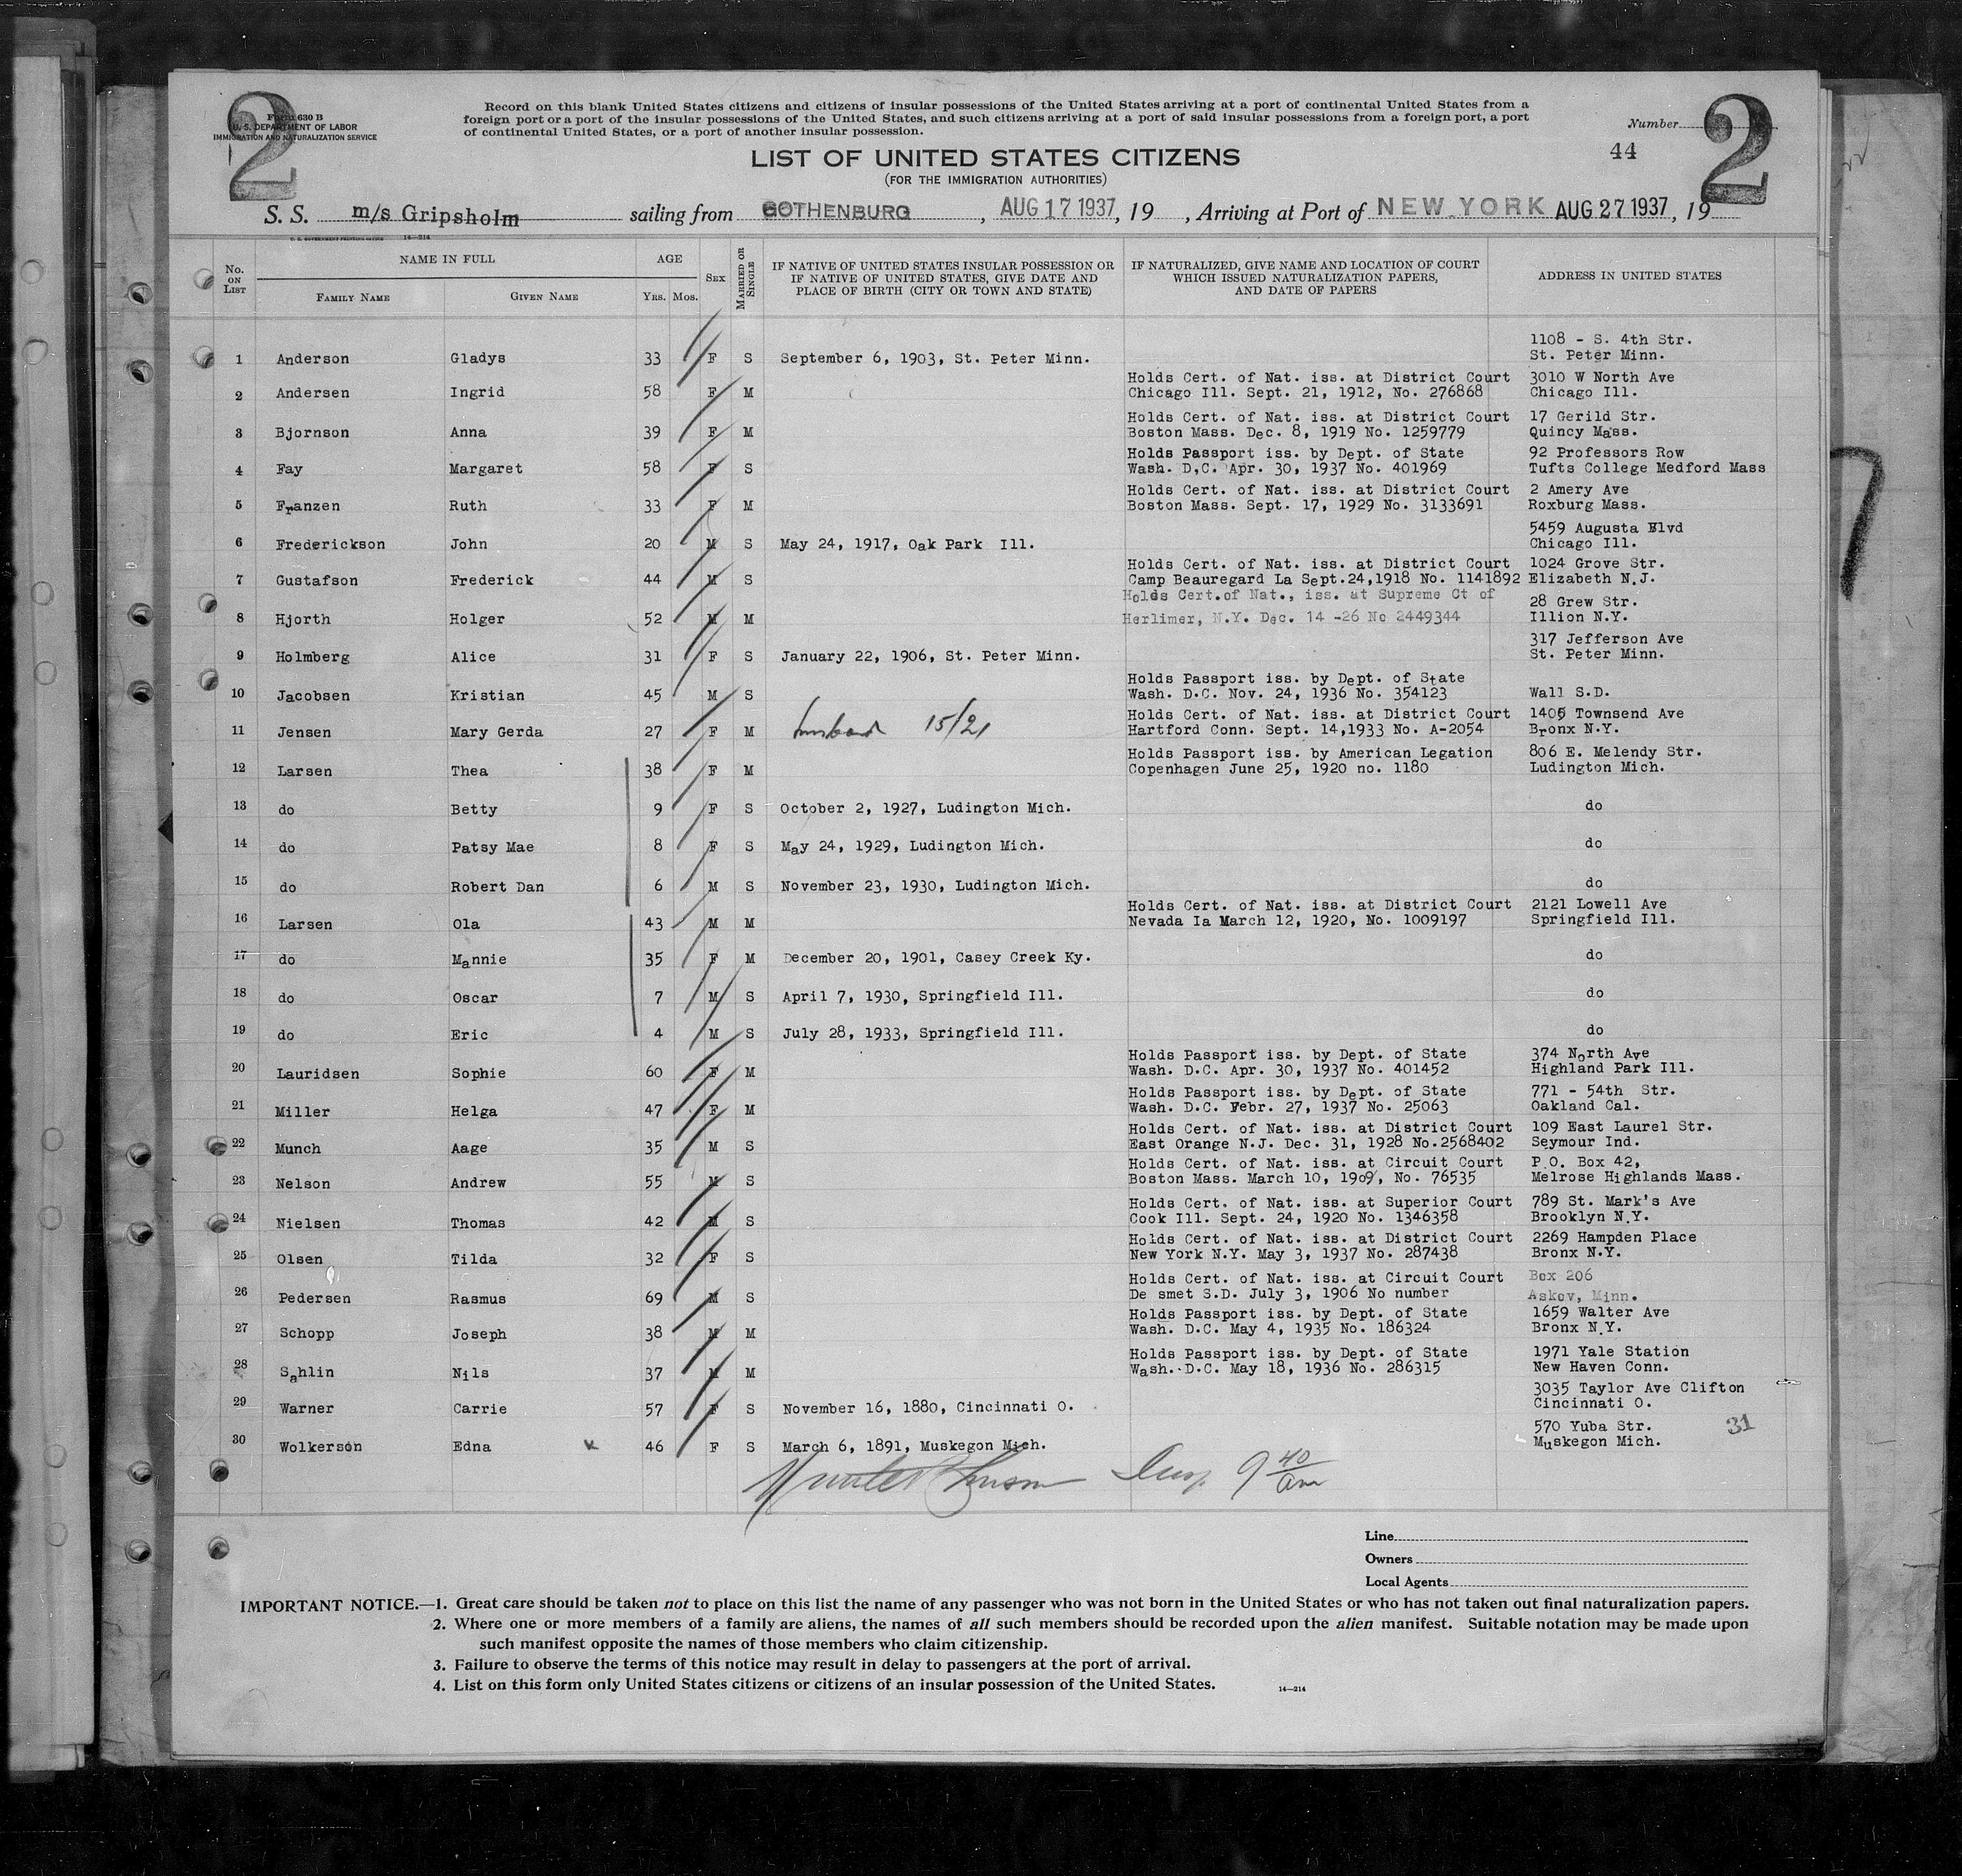 2
Form 630 B
U. S. DEPARTMENT OF LABOR
IMMIGRATION AND NATURALIZATION SERVICE
Record on this blank United States citizens and citizens of insular possessions of the United States arriving at a port of continental United States from a
foreign port or a port of the insular possessions of the United States, and such citizens arriving at a port of said insular possessions from a foreign port, a port
of continental United States, or a port of another insular possession.
Number
44
2
LIST OF UNITED STATES CITIZENS
(FOR THE IMMIGRATION AUTHORITIES)
S. S. m/s Gripsholm sailing from GOTHENBURG, AUG 17 1937, 19 , Arriving at Port of NEW YORK AUG 27 1937, 19
U. S. GOVERNMENT PRINTING OFFICE 14—214
No. ON LIST
NAME IN FULL
FAMILY NAME GIVEN NAME
AGE
YRS. MOS.
SEX
MARRIED OR SINGLE
IF NATIVE OF UNITED STATES INSULAR POSSESSION OR
IF NATIVE OF UNITED STATES, GIVE DATE AND
PLACE OF BIRTH (CITY OR TOWN AND STATE)
IF NATURALIZED, GIVE NAME AND LOCATION OF COURT
WHICH ISSUED NATURALIZATION PAPERS,
AND DATE OF PAPERS
ADDRESS IN UNITED STATES
1108 - S. 4th Str.
1 Anderson Gladys 33 F S September 6, 1903, St. Peter Minn. St. Peter Minn.
Holds Cert. of Nat. iss. at District Court 3010 W North Ave
2 Andersen Ingrid 58 F M Chicago Ill. Sept. 21, 1912, No. 276868 Chicago Ill.
Holds Cert. of Nat. iss. at District Court 17 Gerild Str.
3 Bjornson Anna 39 F M Boston Mass. Dec. 8, 1919 No. 1259779 Quincy Mass.
Holds Passport iss. by Dept. of State 92 Professors Row
4 Fay Margaret 58 F S Wash. D,C. Apr. 30, 1937 No. 401969 Tufts College Medford Mass
Holds Cert. of Nat. iss. at District Court 2 Amery Ave
5 Franzen Ruth 33 F M Boston Mass. Sept. 17, 1929 No. 3133691 Roxburg Mass.
5459 Augusta Blvd
6 Frederickson John 20 M S May 24, 1917, Oak Park Ill. Chicago Ill.
Holds Cert. of Nat. iss. at District Court 1024 Grove Str.
7 Gustafson Frederick 44 M S Camp Beauregard La Sept.24,1918 No. 1141892 Elizabeth N.J.
Holds Cert.of Nat., iss. at Supreme Ct of 28 Grew Str.
8 Hjorth Holger 52 M M Herlimer, N.Y. Dec. 14 -26 No 2449344 Illion N.Y.
317 Jefferson Ave
9 Holmberg Alice 31 F S January 22, 1906, St. Peter Minn. St. Peter Minn.
Holds Passport iss. by Dept. of State
10 Jacobsen Kristian 45 M S Wash. D.C. Nov. 24, 1936 No. 354123 Wall S.D.
Holds Cert. of Nat. iss. at District Court 1405 Townsend Ave
11 Jensen Mary Gerda 27 F M husband 15/21 Hartford Conn. Sept. 14,1933 No. A-2054 Bronx N.Y.
Holds Passport iss. by American Legation 806 E. Melendy Str.
12 Larsen Thea 38 F M Copenhagen June 25, 1920 no. 1180 Ludington Mich.
13 do Betty 9 F S October 2, 1927, Ludington Mich. do
14 do Patsy Mae 8 F S May 24, 1929, Ludington Mich. do
15 do Robert Dan 6 M S November 23, 1930, Ludington Mich. do
Holds Cert. of Nat. iss. at District Court 2121 Lowell Ave
16 Larsen Ola 43 M M Nevada Ia March 12, 1920, No. 1009197 Springfield Ill.
17 do Mannie 35 F M December 20, 1901, Casey Creek Ky. do
18 do Oscar 7 M S April 7, 1930, Springfield Ill. do
19 do Eric 4 M S July 28, 1933, Springfield Ill. do
Holds Passport iss. by Dept. of State 374 North Ave
20 Lauridsen Sophie 60 F M Wash. D.C. Apr. 30, 1937 No. 401452 Highland Park Ill.
Holds Passport iss. by Dept. of State 771 - 54th Str.
21 Miller Helga 47 F M Wash. D.C. Febr. 27, 1937 No. 25063 Oakland Cal.
Holds Cert. of Nat. iss. at District Court 109 East Laurel Str.
22 Munch Aage 35 M S East Orange N.J. Dec. 31, 1928 No.2568402 Seymour Ind.
Holds Cert. of Nat. iss. at Circuit Court P.O. Box 42,
23 Nelson Andrew 55 M S Boston Mass. March 10, 1909, No. 76535 Melrose Highlands Mass.
Holds Cert. of Nat. iss. at Superior Court 789 St. Mark's Ave
24 Nielsen Thomas 42 M S Cook Ill. Sept. 24, 1920 No. 1346358 Brooklyn N.Y.
Holds Cert. of Nat. iss. at District Court 2269 Hampden Place
25 Olsen Tilda 32 F S New York N.Y. May 3, 1937 No. 287438 Bronx N.Y.
Holds Cert. of Nat. iss. at Circuit Court Box 206
26 Pedersen Rasmus 69 M S De smet S.D. July 3, 1906 No number Askov, Minn.
Holds Passport iss. by Dept. of State 1659 Walter Ave
27 Schopp Joseph 38 M M Wash. D.C. May 4, 1935 No. 186324 Bronx N.Y.
Holds Passport iss. by Dept. of State 1971 Yale Station
28 Sahlin Nils 37 M M Wash. D.C. May 18, 1936 No. 286315 New Haven Conn.
3035 Taylor Ave Clifton
29 Warner Carrie 57 F S November 16, 1880, Cincinnati O. Cincinnati O.
570 Yuba Str. 31
30 Wolkerson Edna 46 F S March 6, 1891, Muskegon Mich. Muskegon Mich.
Insp. 9 40 am
Line
Owners
Local Agents
IMPORTANT NOTICE.—1. Great care should be taken not to place on this list the name of any passenger who was not born in the United States or who has not taken out final naturalization papers.
2. Where one or more members of a family are aliens, the names of all such members should be recorded upon the alien manifest. Suitable notation may be made upon
such manifest opposite the names of those members who claim citizenship.
3. Failure to observe the terms of this notice may result in delay to passengers at the port of arrival.
4. List on this form only United States citizens or citizens of an insular possession of the United States. 14—214